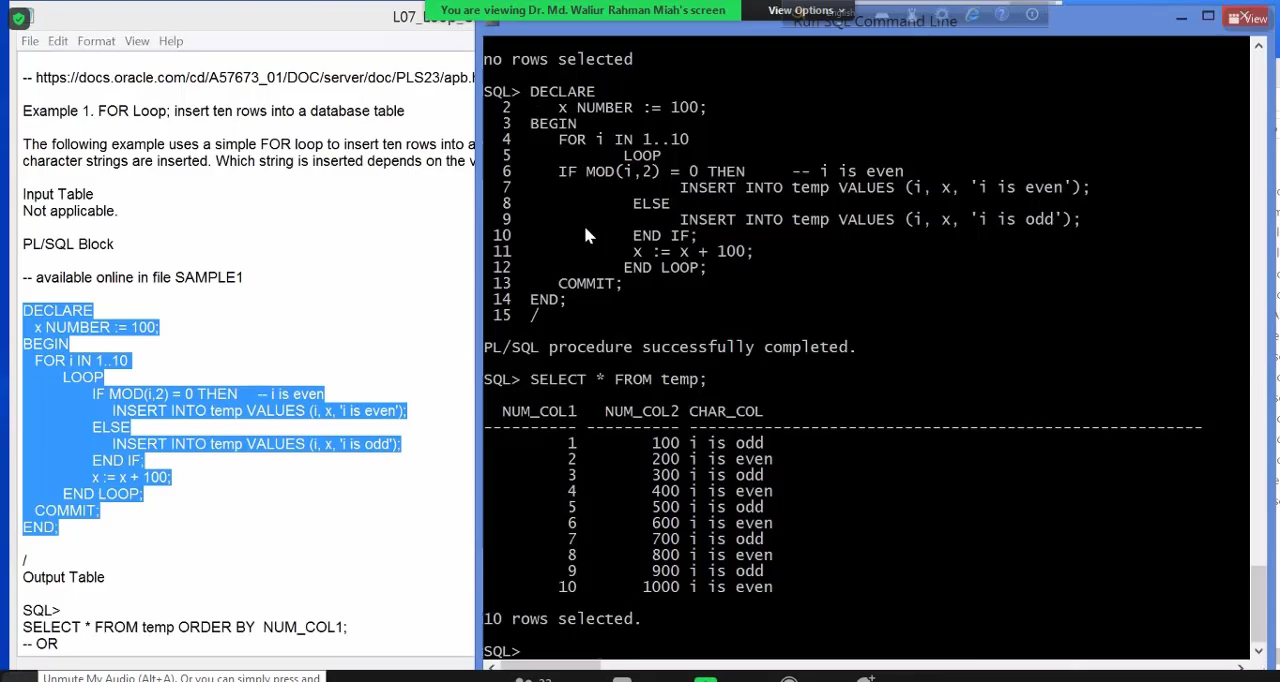 You are viewing Dr. Md. Waliur Rahman Miah's screen
View Options
English
Run SQL Command Line
View
File Edit Format View Help
-- https://docs.oracle.com/cd/A57673_01/DOC/server/doc/PLS23/apb.
Example 1. FOR Loop; insert ten rows into a database table
The following example uses a simple FOR loop to insert ten rows into a
character strings are inserted. Which string is inserted depends on the
Input Table
Not applicable.
PL/SQL Block
-- available online in file SAMPLE1
DECLARE
x NUMBER := 100;
BEGIN
FOR i IN 1..10
LOOP
IF MOD(i,2) = 0 THEN -- i is even
INSERT INTO temp VALUES (i, x, 'i is even');
ELSE
INSERT INTO temp VALUES (i, x, 'i is odd');
END IF;
x := x + 100;
END LOOP;
COMMIT;
END;
/
Output Table
SQL>
SELECT * FROM temp ORDER BY NUM_COL1;
-- OR
no rows selected
SQL> DECLARE
2 x NUMBER := 100;
3 BEGIN
4 FOR i IN 1..10
5 LOOP
6 IF MOD(i,2) = 0 THEN -- i is even
7 INSERT INTO temp VALUES (i, x, 'i is even');
8 ELSE
9 INSERT INTO temp VALUES (i, x, 'i is odd');
10 END IF;
11 x := x + 100;
12 END LOOP;
13 COMMIT;
14 END;
15 /
PL/SQL procedure successfully completed.
SQL> SELECT * FROM temp;
NUM_COL1 NUM_COL2 CHAR_COL
---------- ---------- --------------------------------------------------------
1 100 i is odd
2 200 i is even
3 300 i is odd
4 400 i is even
5 500 i is odd
6 600 i is even
7 700 i is odd
8 800 i is even
9 900 i is odd
10 1000 i is even
10 rows selected.
SQL>
Unmute My Audio (Alt+A). Or you can simply press and